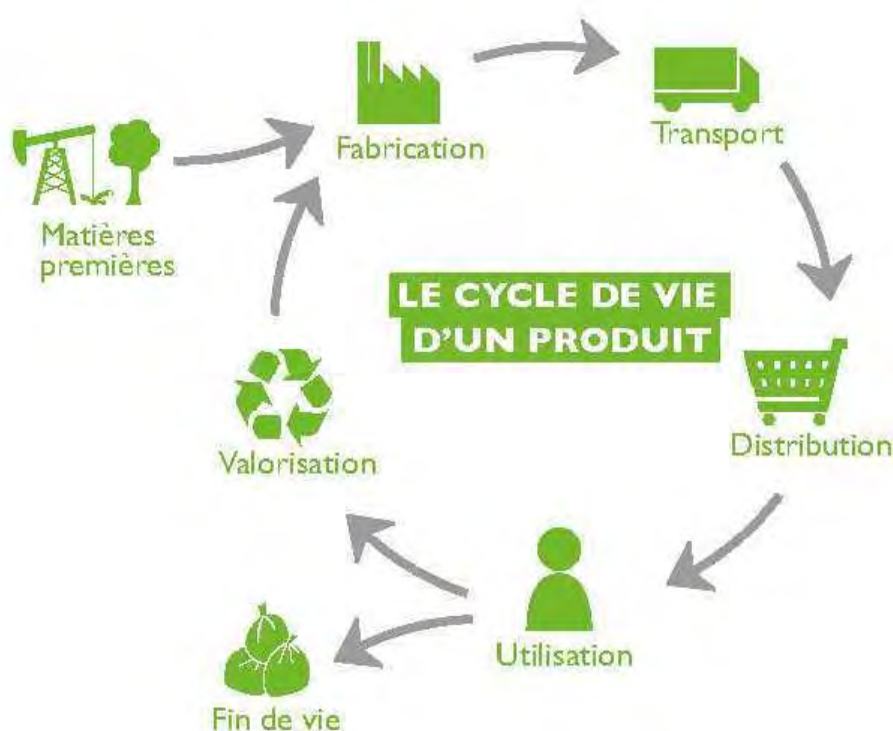 Fabrication
Transport
Matières
premières
LE CYCLE DE VIE
D'UN PRODUIT
Distribution
Valorisation
Utilisation
Fin de vie